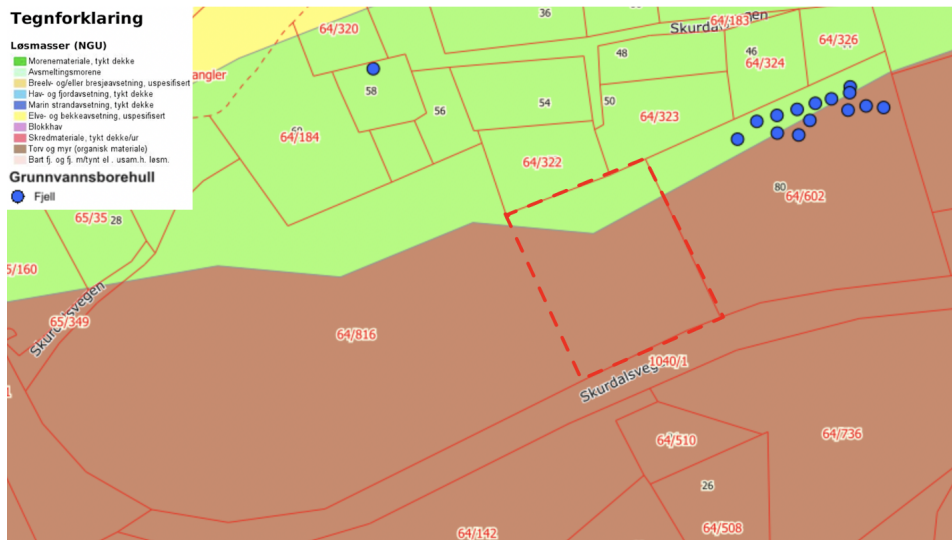 Tegnforklaring
Løsmasser (NGU)
Morenemateriale, tykt dekke
Avsmeltingsmorene
Breelv- og/eller bresjøavsetning, uspesifisert
Hav- og fjordavsetning, tykt dekke
Marin strandavsetning, tykt dekke
Elve- og bekkeavsetning, uspesifisert
Blokkhav
Skredmateriale, tykt dekke/ur
Torv og myr (organisk materiale)
Bart fj. og fj. m/tynt el . usam.h. løsm.
Grunnvannsborehull
Fjell
angler
36
64/320
64/183
64/326
48
46
64/324
58
54
50
56
64/323
64/184
64/322
80
64/602
65/35
28
5/160
Skurdalsvegen
65/349
64/816
1040/1
Skurdalsveg
64/510
64/736
26
64/142
64/508